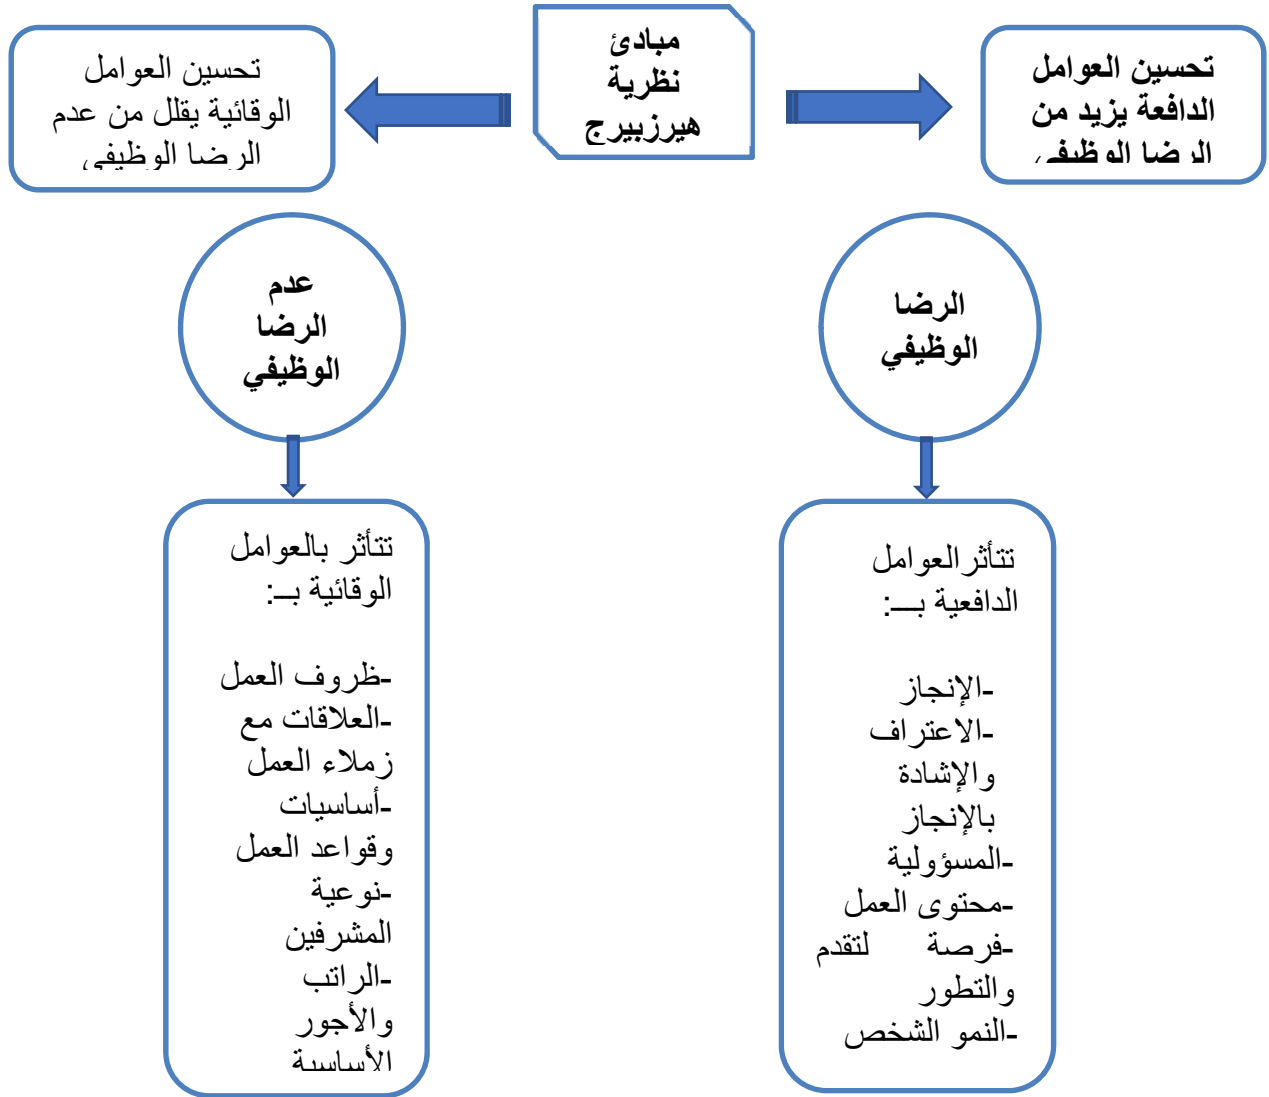 مبادئ
نظرية
هيرزبيرج
تحسين العوامل
الدافعة يزيد من
الرضا الوظيفي
تحسين العوامل
الوقائية يقلل من عدم
الرضا الوظيفي
الرضا
الوظيفي
عدم
الرضا
الوظيفي
تتأثر العوامل
الدافعية بـــ:
-الإنجاز
-الاعتراف
والإشادة
بالإنجاز
-المسؤولية
-محتوى العمل
-فرصة لتقدم
والتطور
-النمو الشخص
تتأثر بالعوامل
الوقائية بــ:
-ظروف العمل
-العلاقات مع
زملاء العمل
-أساسيات
وقواعد العمل
-نوعية
المشرفين
-الراتب
والأجور
الأساسية